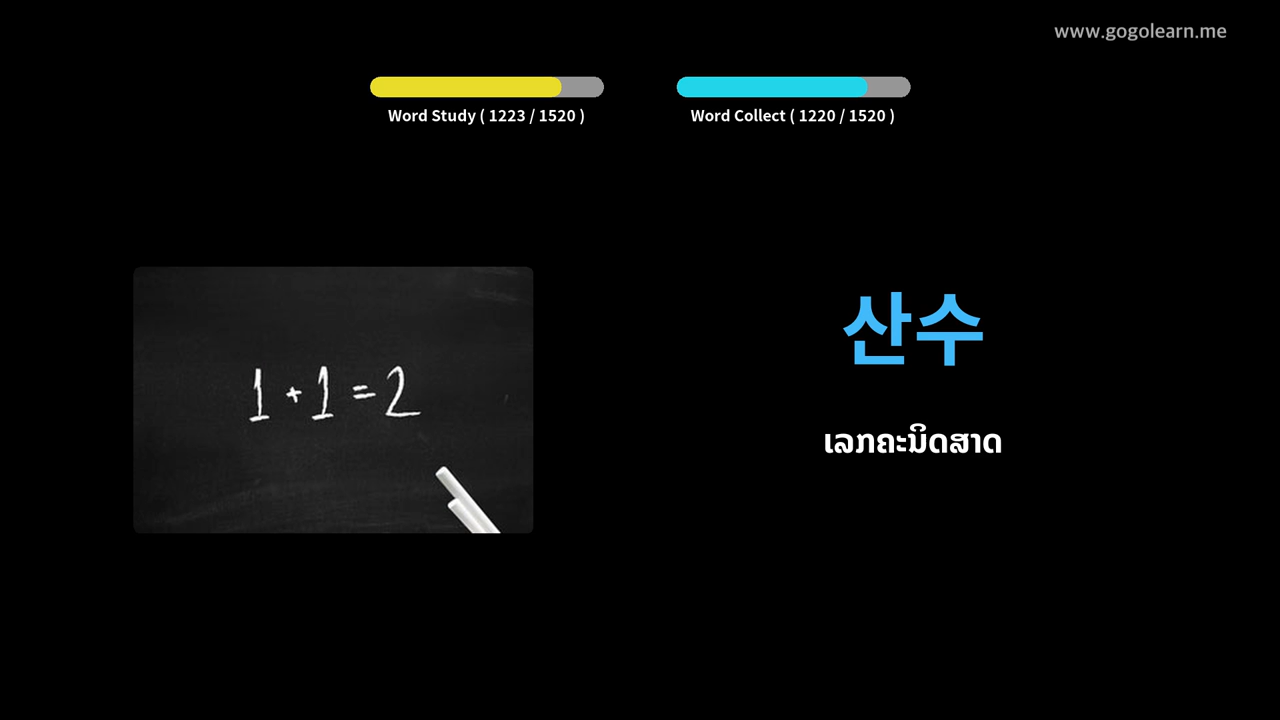 www.gogolearn.me
Word Study ( 1223 / 1520 )
Word Collect ( 1220 / 1520 )
1 + 1 = 2
산수
ເລກຄະນິດສາດ